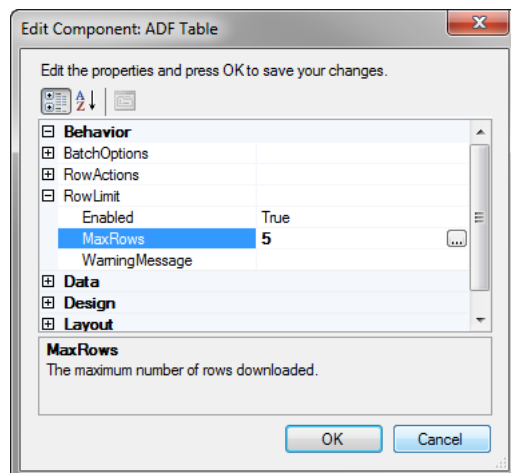 Edit Component: ADF Table
Edit the properties and press OK to save your changes.
Behavior
BatchOptions
RowActions
RowLimit
Enabled True
MaxRows 5 ...
WarningMessage
Data
Design
Layout
MaxRows
The maximum number of rows downloaded.
OK Cancel